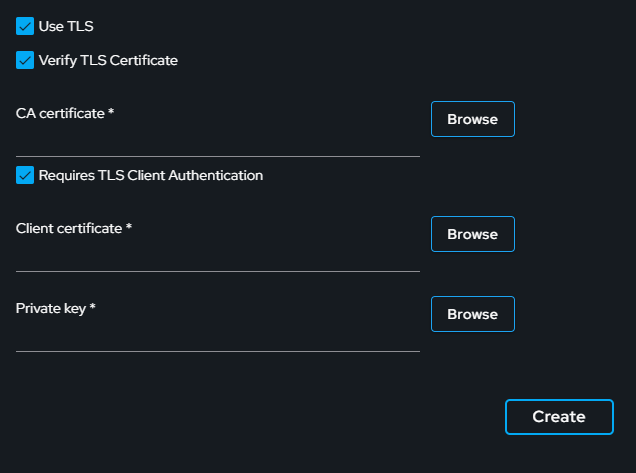 Use TLS
Verify TLS Certificate
CA certificate *
Browse
Requires TLS Client Authentication
Client certificate *
Browse
Private key *
Browse
Create